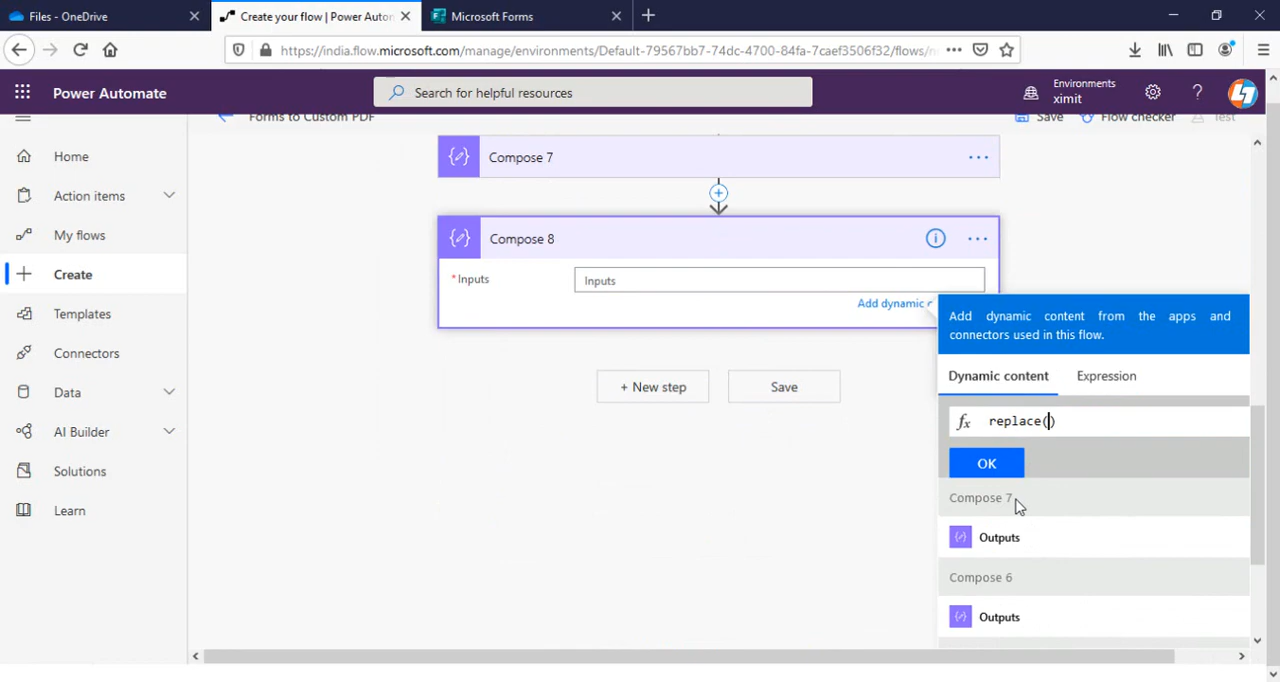 Files - OneDrive
Create your flow | Power Automat
Microsoft Forms
https://india.flow.microsoft.com/manage/environments/Default-79567bb7-74dc-4700-84fa-7caef3506f32/flows/n
Power Automate
Search for helpful resources
Environments
ximit
Forms to Custom PDF
Save
Flow checker
Test
Home
Action items
My flows
Create
Templates
Connectors
Data
AI Builder
Solutions
Learn
Compose 7
Compose 8
* Inputs
Inputs
Add dynamic c
+ New step
Save
Add dynamic content from the apps and
connectors used in this flow.
Dynamic content
Expression
fx replace()
OK
Compose 7
Outputs
Compose 6
Outputs